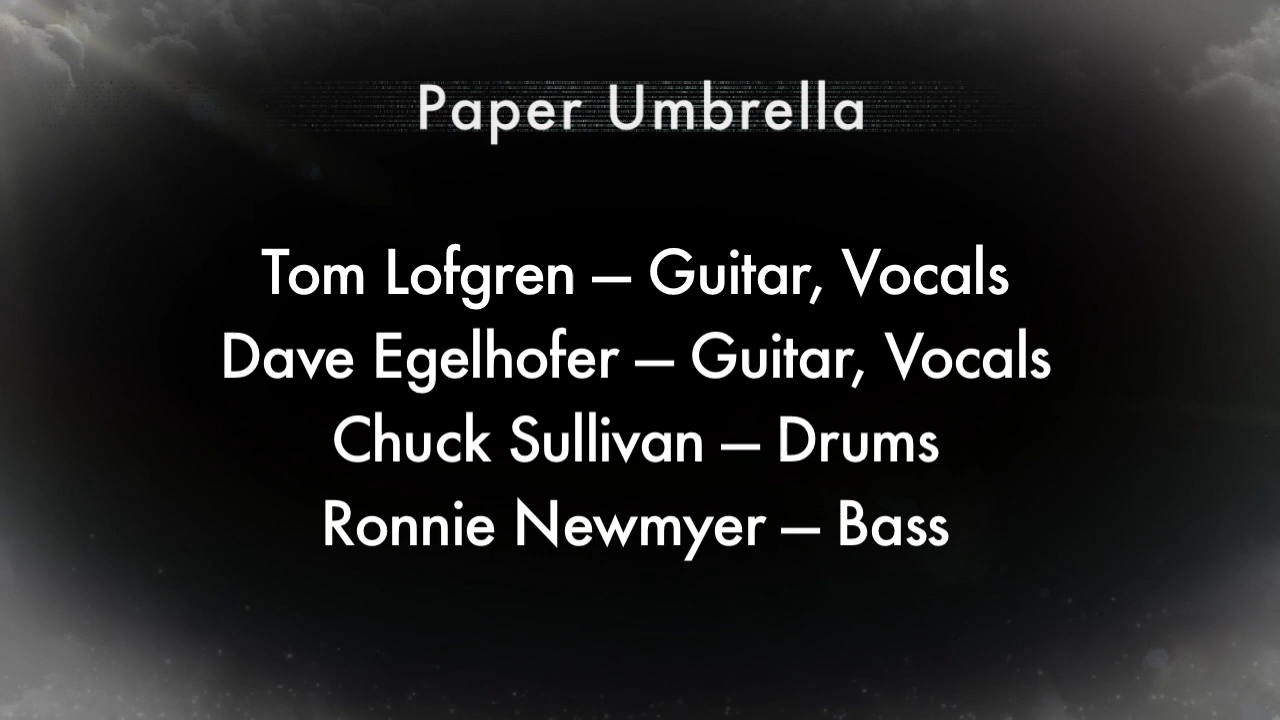 Paper Umbrella
Tom Lofgren — Guitar, Vocals
Dave Egelhofer — Guitar, Vocals
Chuck Sullivan — Drums
Ronnie Newmyer — Bass